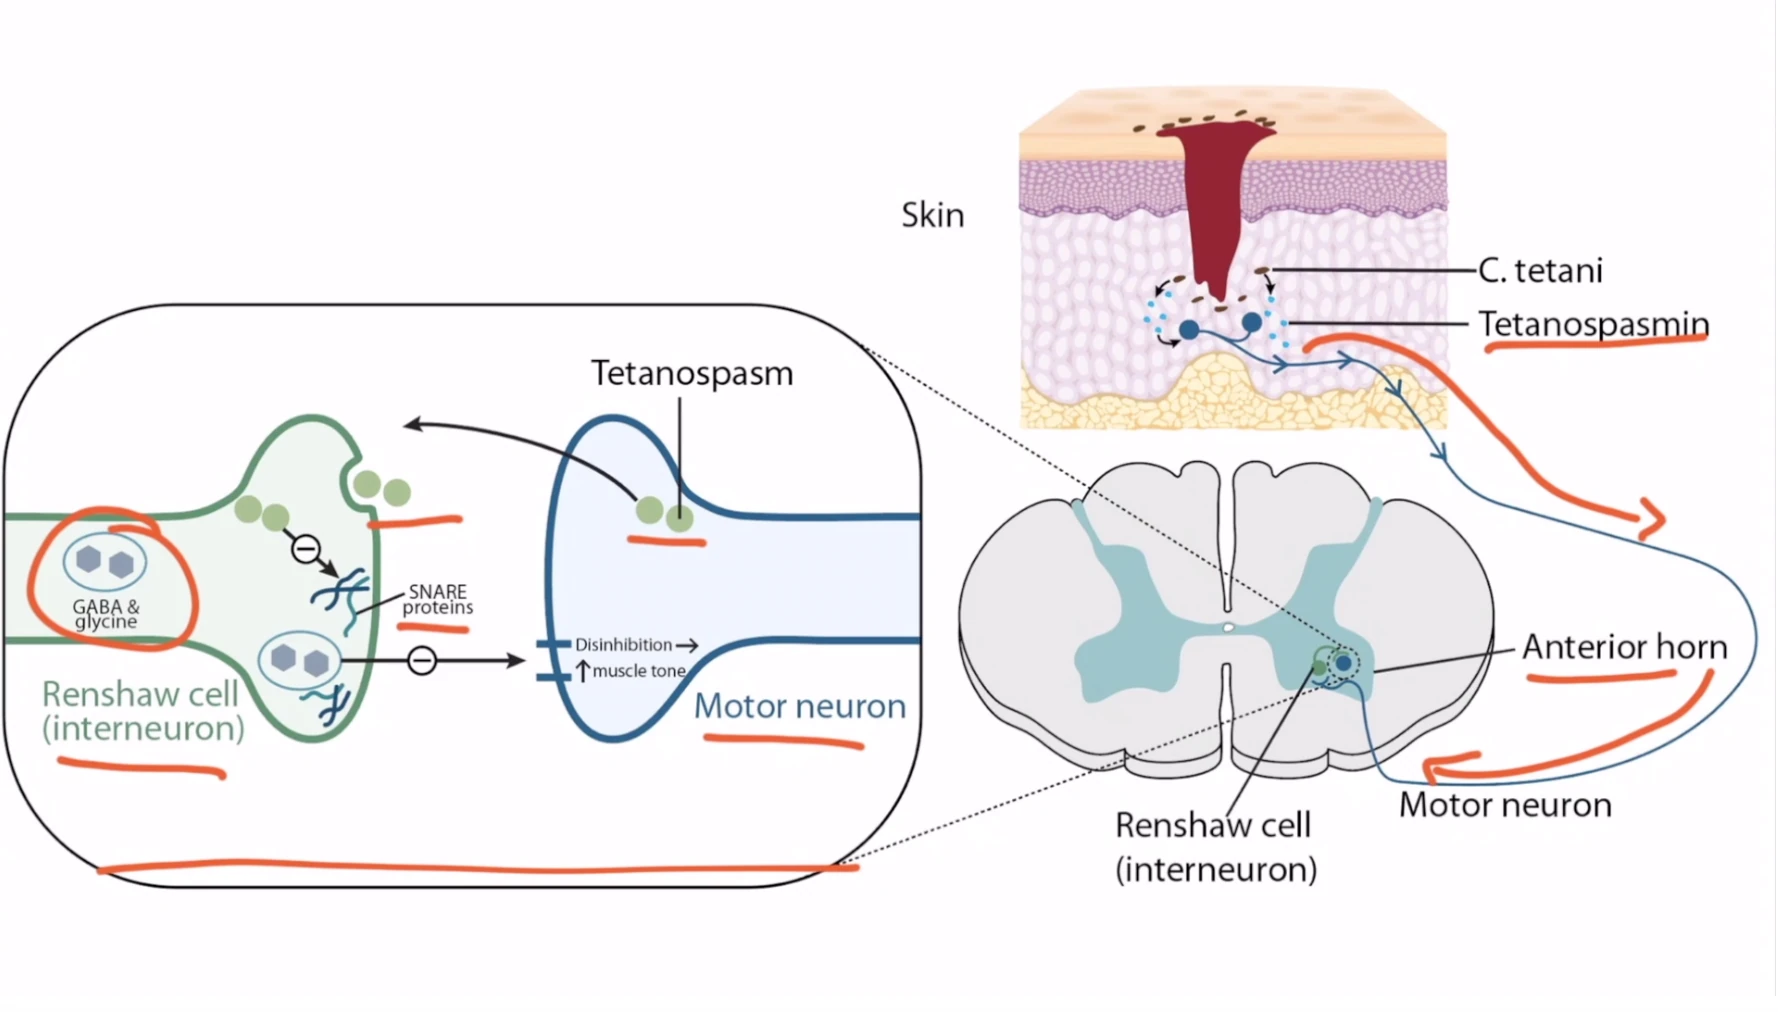 Skin
C. tetani
Tetanospasmin
Tetanospasm
GABA &
glycine
SNARE
proteins
Disinhibition →
↑ muscle tone
Renshaw cell
(interneuron)
Motor neuron
Anterior horn
Motor neuron
Renshaw cell
(interneuron)